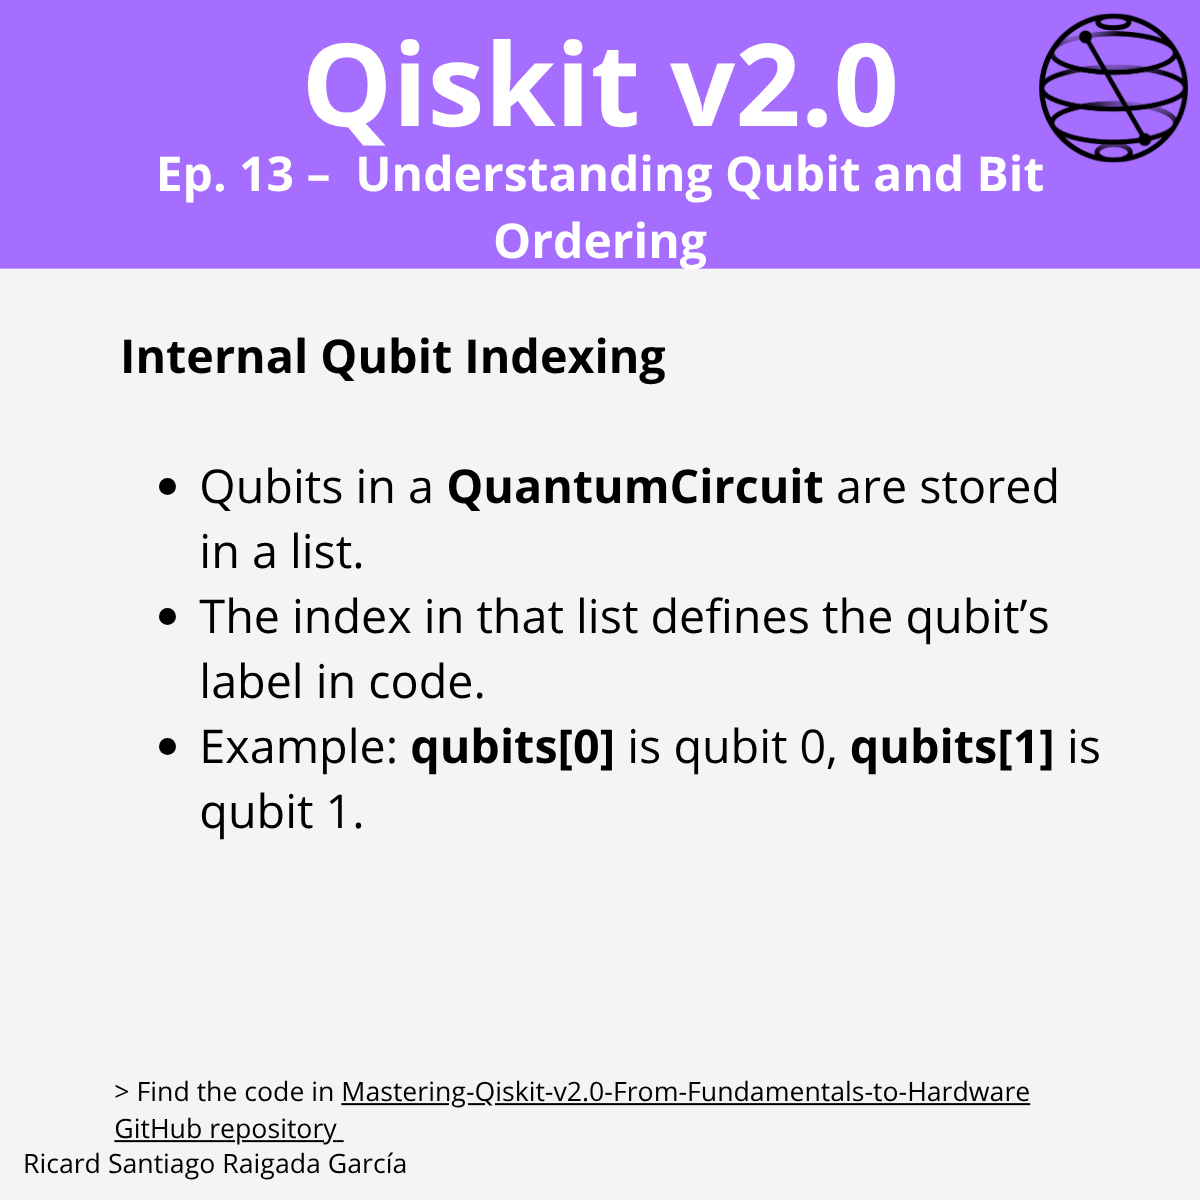 Qiskit v2.0
Ep. 13 – Understanding Qubit and Bit
Ordering
Internal Qubit Indexing
• Qubits in a QuantumCircuit are stored
in a list.
• The index in that list defines the qubit’s
label in code.
• Example: qubits[0] is qubit 0, qubits[1] is
qubit 1.
> Find the code in Mastering-Qiskit-v2.0-From-Fundamentals-to-Hardware
GitHub repository
Ricard Santiago Raigada García